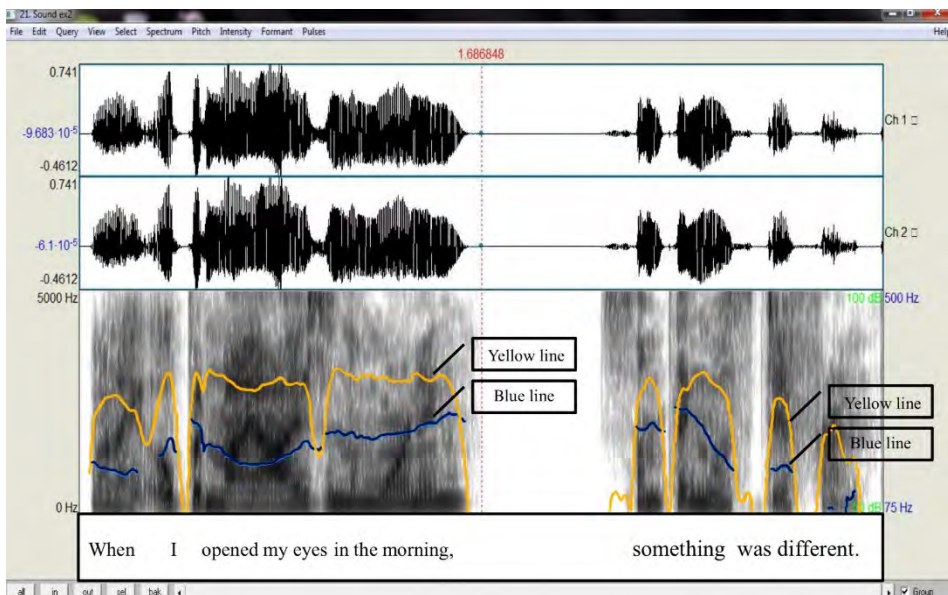 21. Sound ex2
File Edit Query View Select Spectrum Pitch Intensity Formant Pulses Help
1.686848
0.741
-9.683·10-5
-0.4612
Ch 1
0.741
-6.1·10-5
-0.4612
Ch 2
5000 Hz
100 dB 500 Hz
Yellow line
Blue line
Yellow line
Blue line
0 Hz
dB 75 Hz
When I opened my eyes in the morning, something was different.
all in out sel bak Group